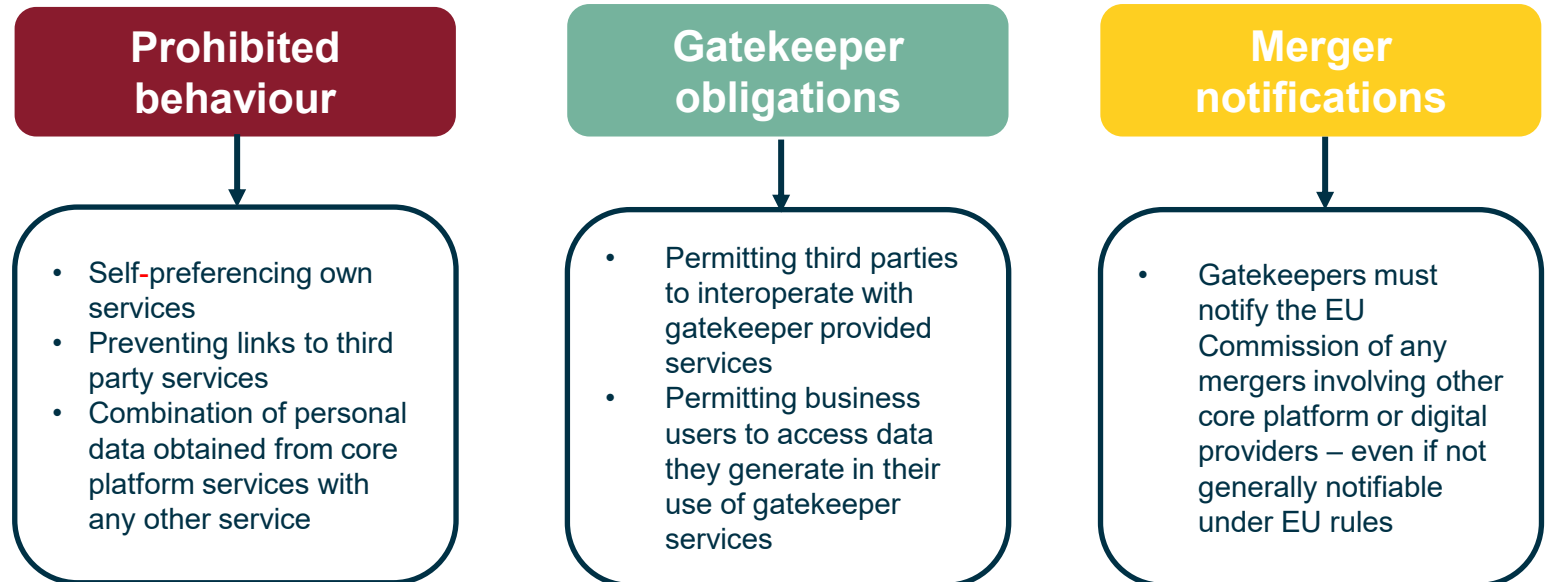 Prohibited
behaviour
• Self-preferencing own
services
• Preventing links to third
party services
• Combination of personal
data obtained from core
platform services with
any other service
Gatekeeper
obligations
• Permitting third parties
to interoperate with
gatekeeper provided
services
• Permitting business
users to access data
they generate in their
use of gatekeeper
services
Merger
notifications
• Gatekeepers must
notify the EU
Commission of any
mergers involving other
core platform or digital
providers – even if not
generally notifiable
under EU rules